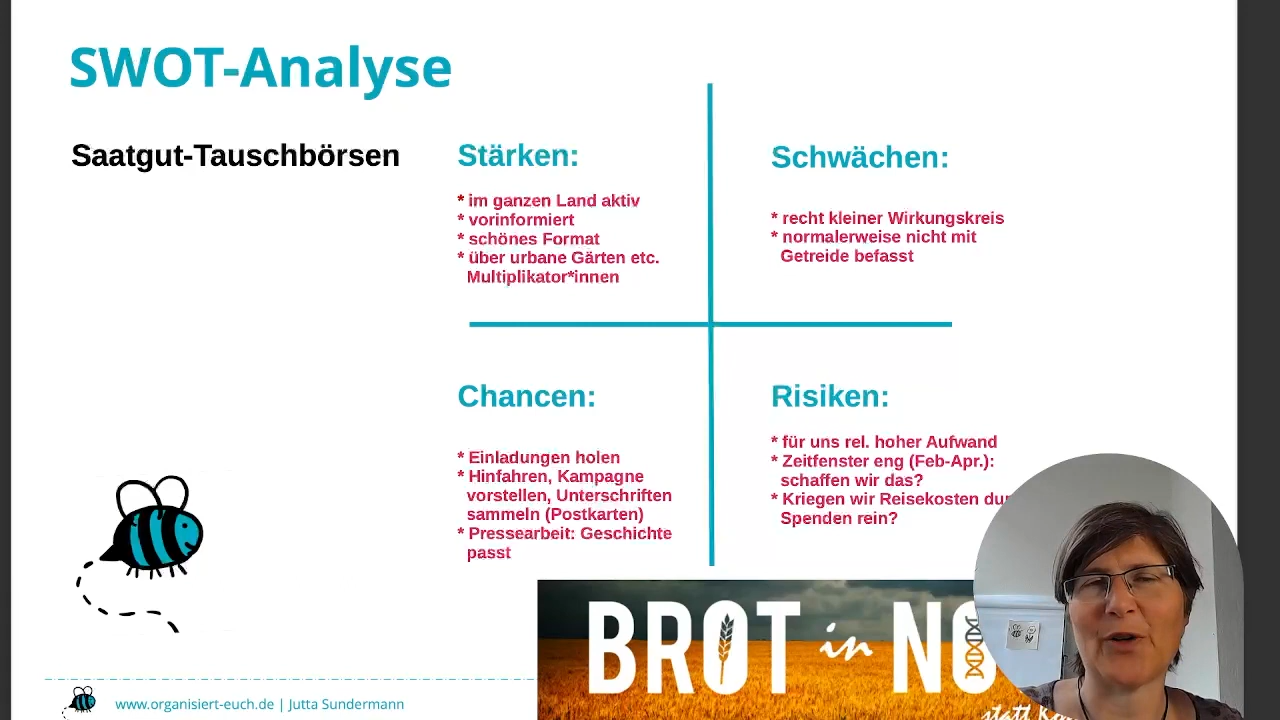 SWOT-Analyse
Saatgut-Tauschbörsen
Stärken:
* im ganzen Land aktiv
* vorinformiert
* schönes Format
* über urbane Gärten etc.
Multiplikator*innen
Schwächen:
* recht kleiner Wirkungskreis
* normalerweise nicht mit
Getreide befasst
Chancen:
* Einladungen holen
* Hinfahren, Kampagne
vorstellen, Unterschriften
sammeln (Postkarten)
* Pressearbeit: Geschichte
passt
Risiken:
* für uns rel. hoher Aufwand
* Zeitfenster eng (Feb-Apr.):
schaffen wir das?
* Kriegen wir Reisekosten
Spenden rein?
BROT in
statt
www.organisiert-euch.de | Jutta Sundermann